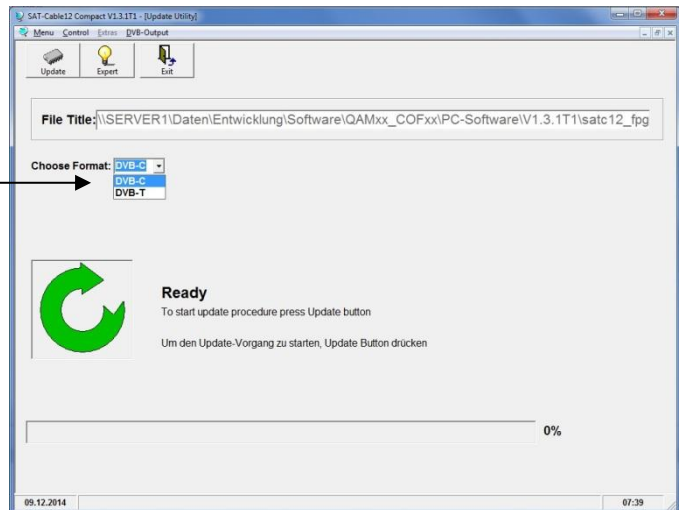 SAT-Cable12 Compact V1.3.1T1 - [Update Utility]
Menu Control Extras DVB-Output
Update Expert Exit
File Title: \\SERVER1\Daten\Entwicklung\Software\QAMxx_COFxx\PC-Software\V1.3.1T1\satc12_fpg
Choose Format: DVB-C
DVB-C
DVB-T
Ready
To start update procedure press Update button
Um den Update-Vorgang zu starten, Update Button drücken
0%
09.12.2014 07:39